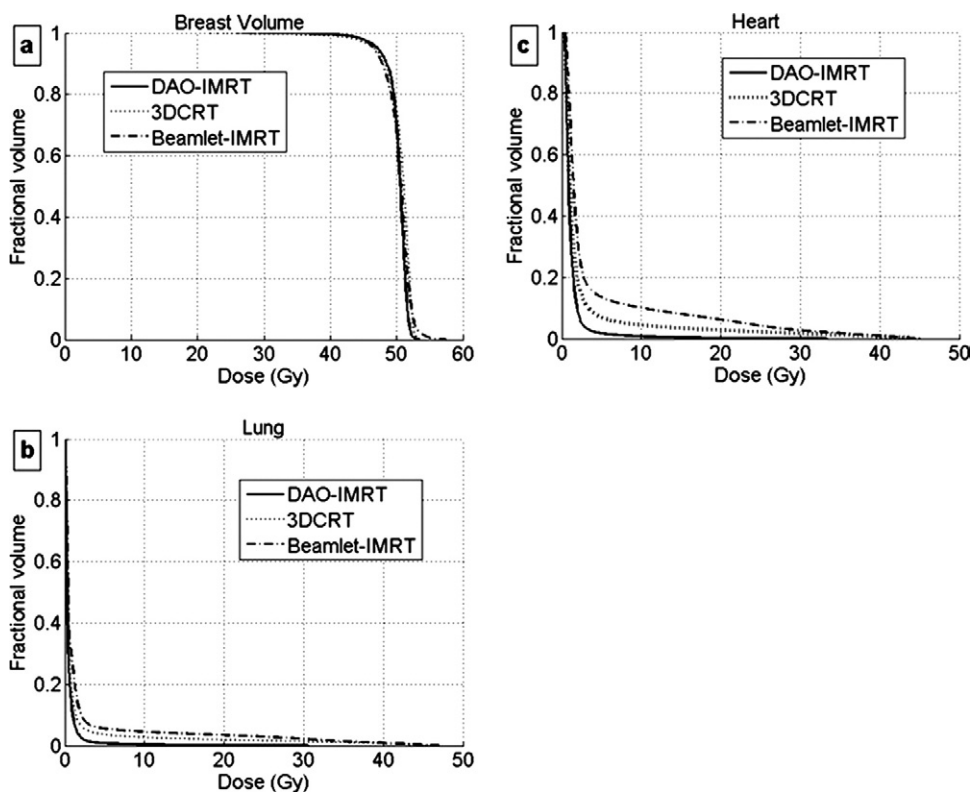 a
Breast Volume
Fractional volume
1
0.8
0.6
0.4
0.2
0
DAO-IMRT
3DCRT
Beamlet-IMRT
0 10 20 30 40 50 60
Dose (Gy)
c
Heart
Fractional volume
1
0.8
0.6
0.4
0.2
0
DAO-IMRT
3DCRT
Beamlet-IMRT
0 10 20 30 40 50
Dose (Gy)
b
Lung
Fractional volume
1
0.8
0.6
0.4
0.2
0
DAO-IMRT
3DCRT
Beamlet-IMRT
0 10 20 30 40 50
Dose (Gy)